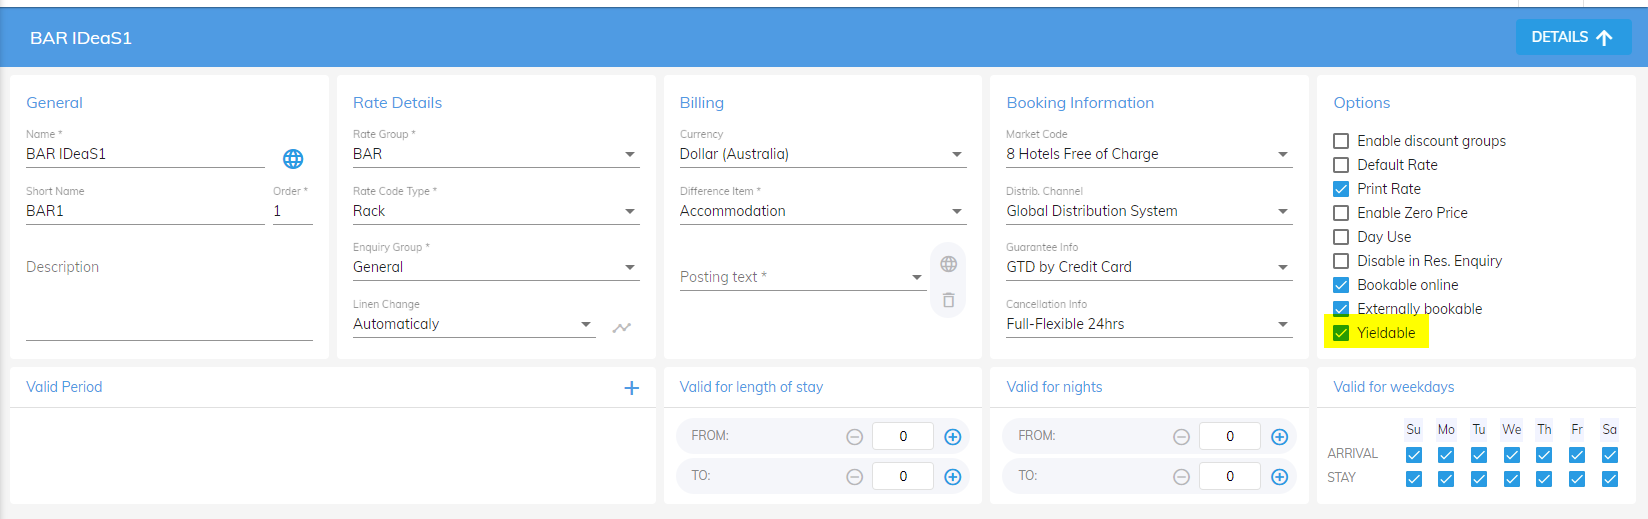 BAR IDeaS1
DETAILS
General
Name *
BAR IDeaS1
Short Name
Order *
BAR1
1
Description
Rate Details
Rate Group *
BAR
Rate Code Type *
Rack
Enquiry Group *
General
Linen Change
Automaticaly
Billing
Currency
Dollar (Australia)
Difference Item *
Accommodation
Posting text *
Booking Information
Market Code
8 Hotels Free of Charge
Distrib. Channel
Global Distribution System
Guarantee Info
GTD by Credit Card
Cancellation Info
Full-Flexible 24hrs
Options
Enable discount groups
Default Rate
Print Rate
Enable Zero Price
Day Use
Disable in Res. Enquiry
Bookable online
Externally bookable
Yieldable
Valid Period
Valid for length of stay
FROM: 0
TO: 0
Valid for nights
FROM: 0
TO: 0
Valid for weekdays
Su Mo Tu We Th Fr Sa
ARRIVAL
STAY